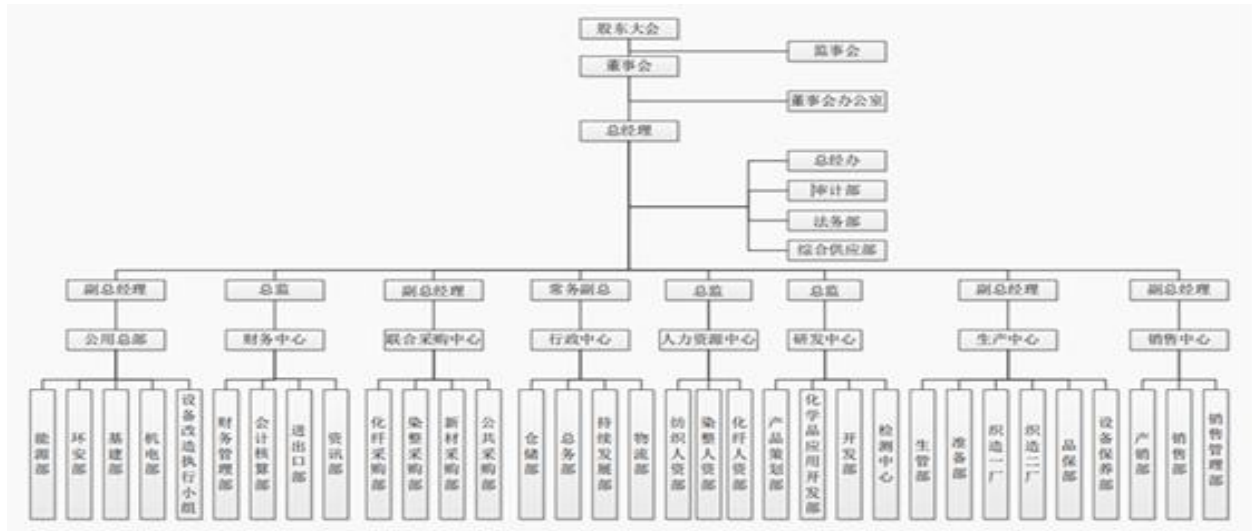 股东大会
监事会
董事会
董事会办公室
总经理
总经办
审计部
法务部
综合供应部
副总经理
总监
副总经理
常务副总
总监
总监
副总经理
副总经理
公用总部
财务中心
联合采购中心
行政中心
人力资源中心
研发中心
生产中心
销售中心
能源部
环安部
基建部
机电部
设备改造执行小组
财务管理部
会计核算部
进出口部
资讯部
化纤采购部
染整采购部
新材采购部
公共采购部
仓储部
总务部
持续发展部
物流部
纺织人资部
染整人资部
化纤人资部
产品策划部
化学品应用开发部
开发部
检测中心
生管部
准备部
织造一厂
织造二厂
品保部
设备保养部
产销部
销售部
销售管理部